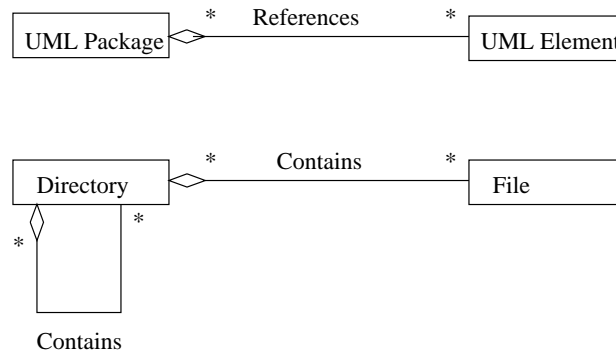 * References *
UML Package UML Element
* Contains *
Directory File
* *
Contains